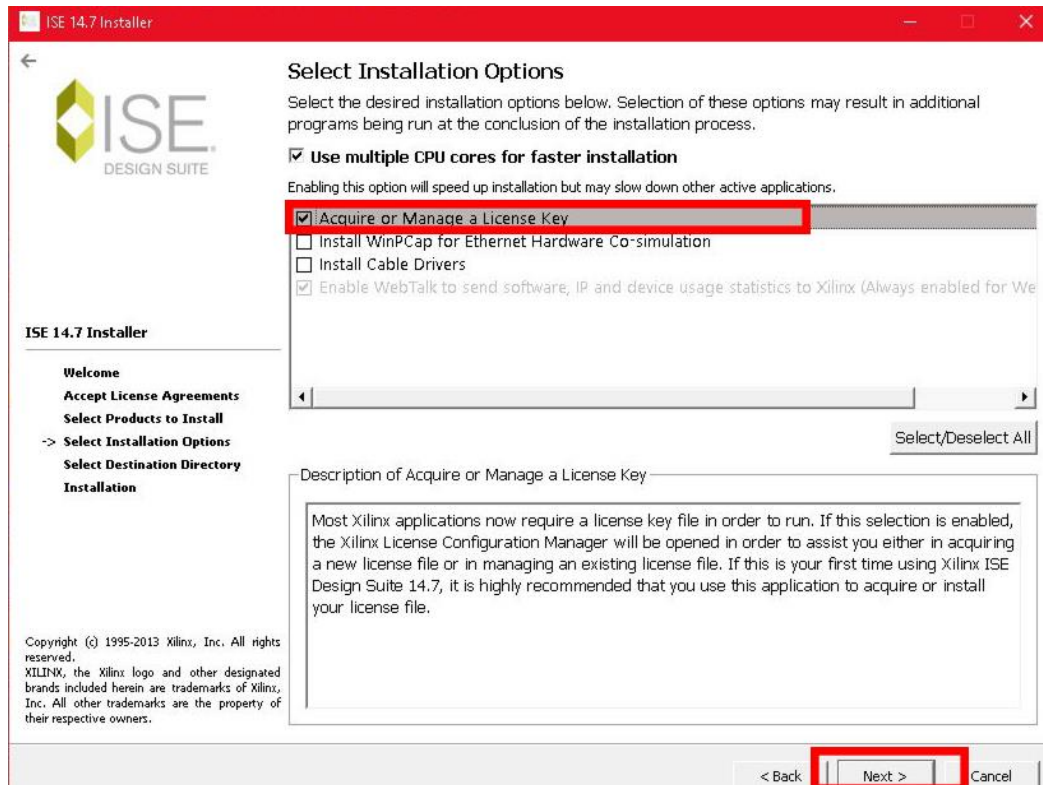 ISE 14.7 Installer
ISE
DESIGN SUITE
Select Installation Options
Select the desired installation options below. Selection of these options may result in additional
programs being run at the conclusion of the installation process.
Use multiple CPU cores for faster installation
Enabling this option will speed up installation but may slow down other active applications.
Acquire or Manage a License Key
Install WinPCap for Ethernet Hardware Co-simulation
Install Cable Drivers
Enable WebTalk to send software, IP and device usage statistics to Xilinx (Always enabled for We
Select/Deselect All
ISE 14.7 Installer
Welcome
Accept License Agreements
Select Products to Install
-> Select Installation Options
Select Destination Directory
Installation
Description of Acquire or Manage a License Key
Most Xilinx applications now require a license key file in order to run. If this selection is enabled,
the Xilinx License Configuration Manager will be opened in order to assist you either in acquiring
a new license file or in managing an existing license file. If this is your first time using Xilinx ISE
Design Suite 14.7, it is highly recommended that you use this application to acquire or install
your license file.
Copyright (c) 1995-2013 Xilinx, Inc. All rights
reserved.
XILINX, the Xilinx logo and other designated
brands included herein are trademarks of Xilinx,
Inc. All other trademarks are the property of
their respective owners.
< Back
Next >
Cancel